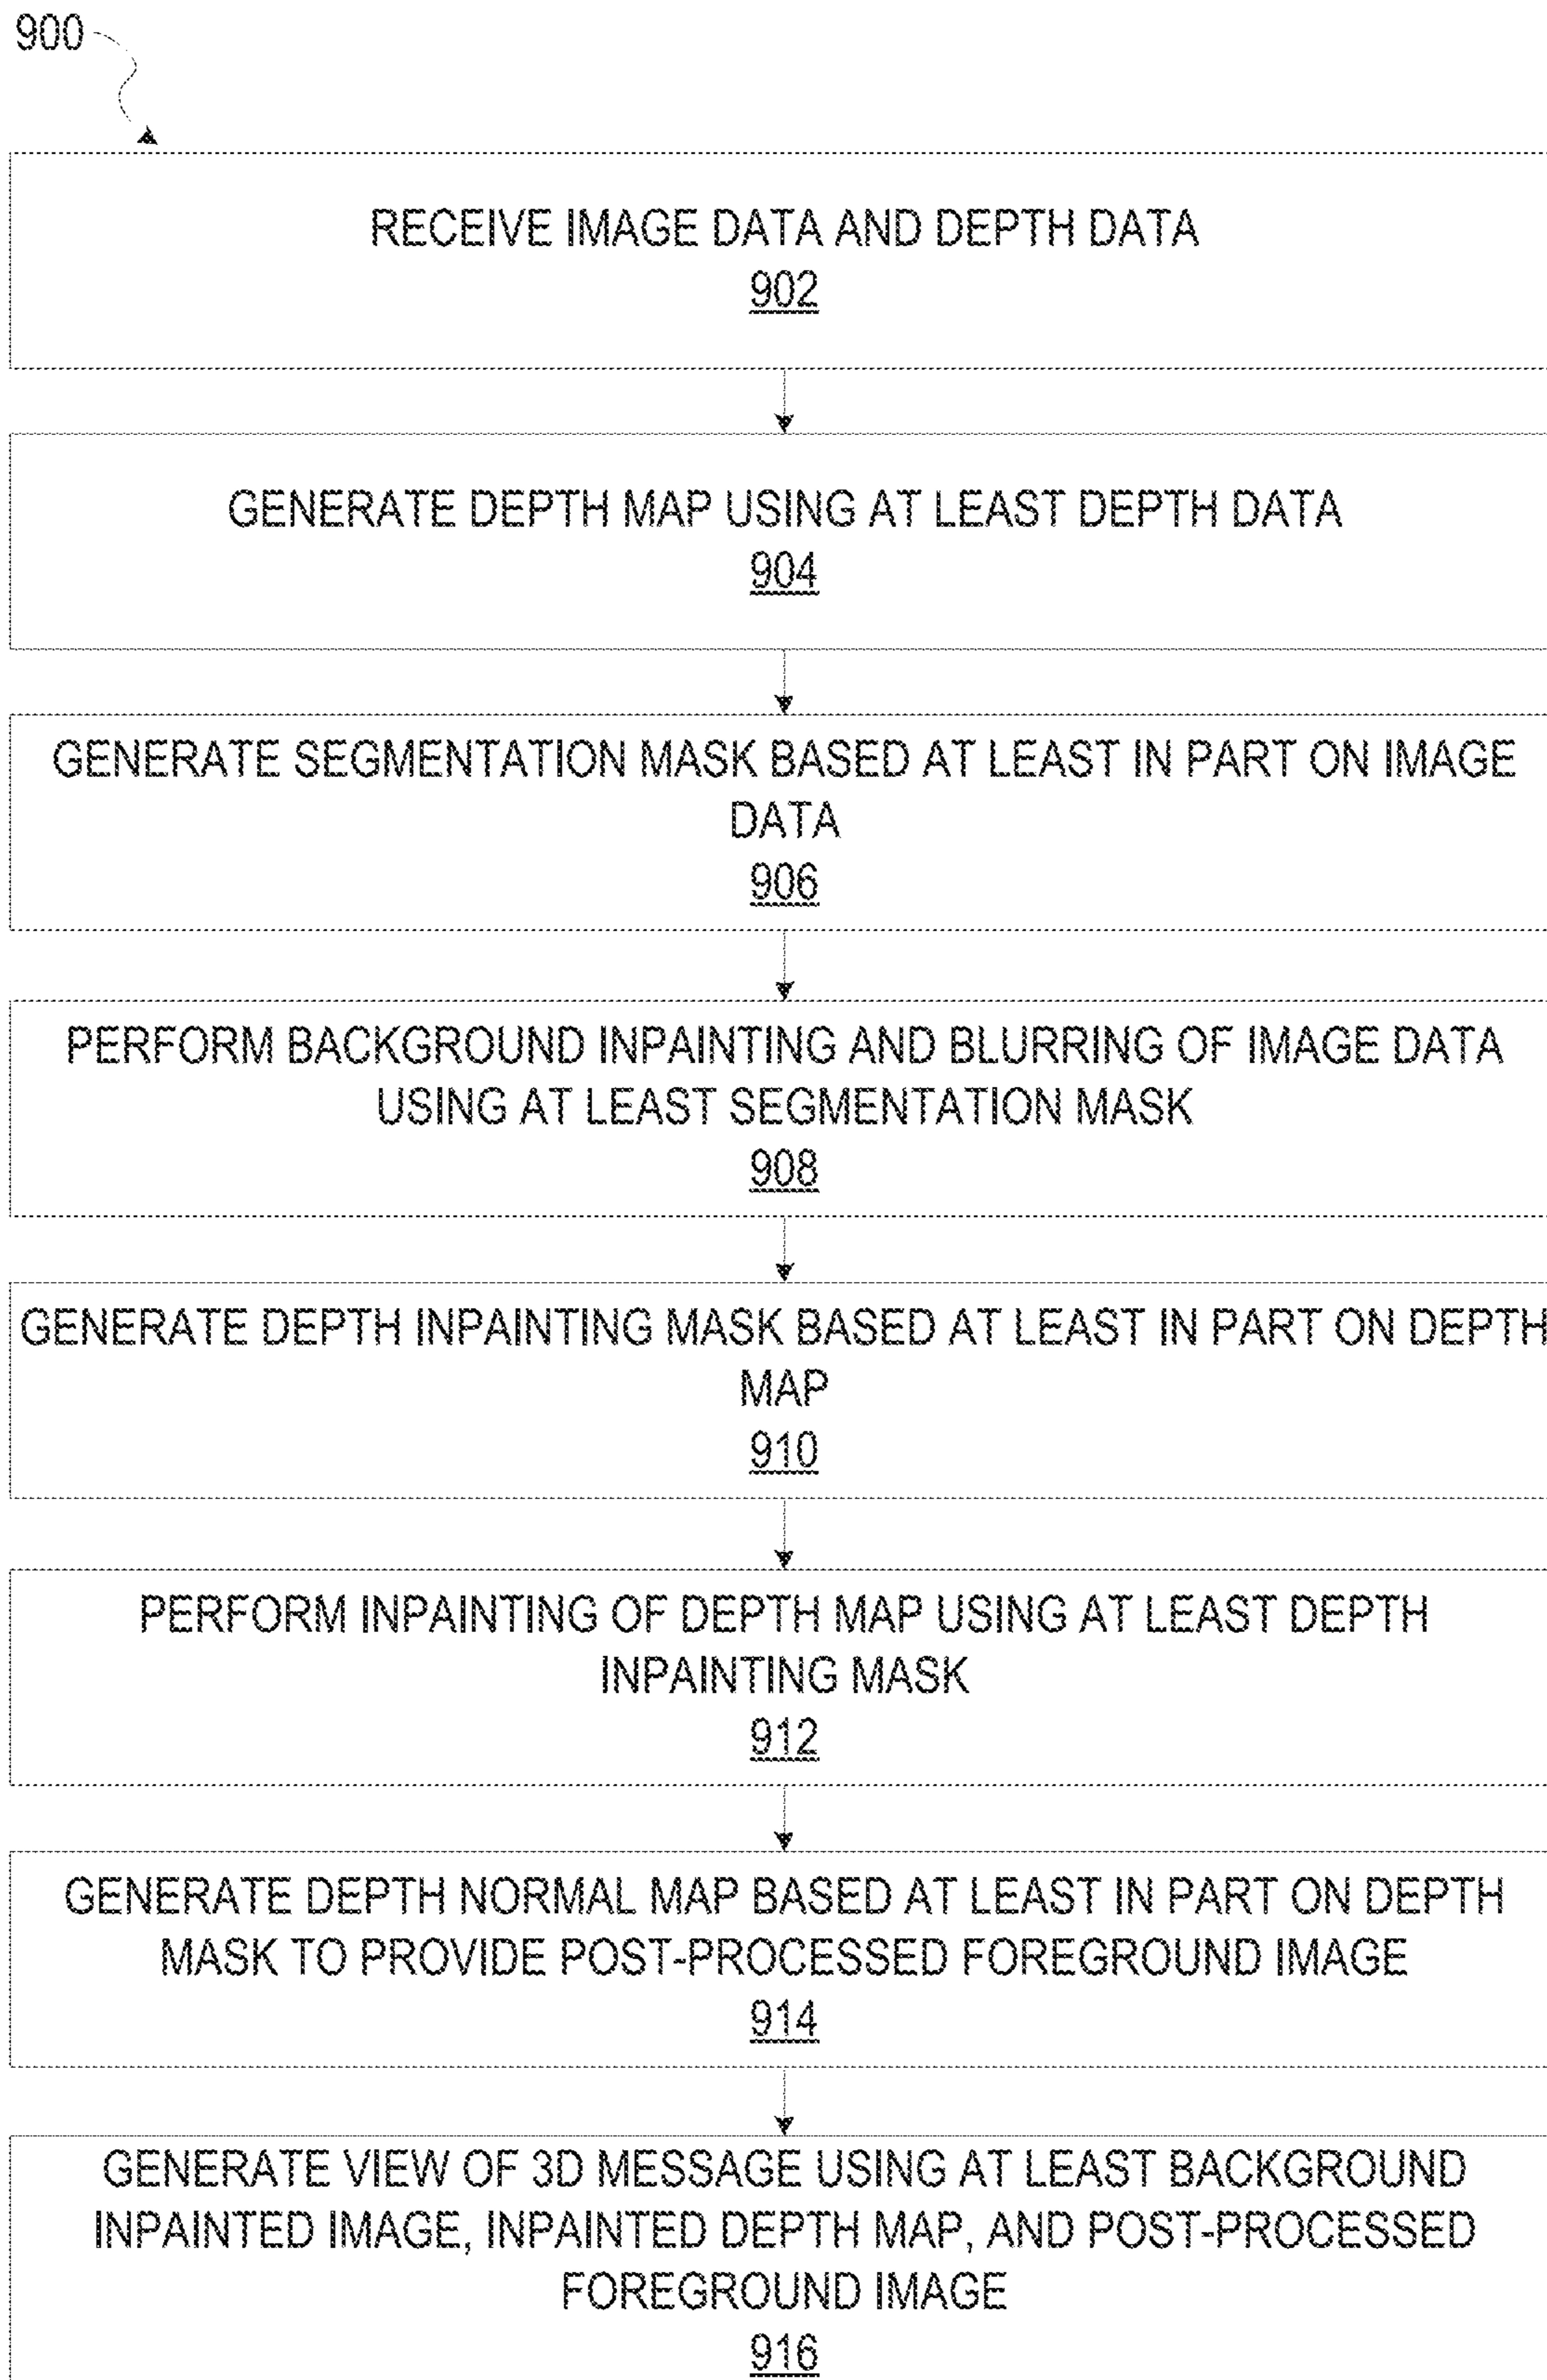 900
RECEIVE IMAGE DATA AND DEPTH DATA
902
GENERATE DEPTH MAP USING AT LEAST DEPTH DATA
904
GENERATE SEGMENTATION MASK BASED AT LEAST IN PART ON IMAGE
DATA
906
PERFORM BACKGROUND INPAINTING AND BLURRING OF IMAGE DATA
USING AT LEAST SEGMENTATION MASK
908
GENERATE DEPTH INPAINTING MASK BASED AT LEAST IN PART ON DEPTH
MAP
910
PERFORM INPAINTING OF DEPTH MAP USING AT LEAST DEPTH
INPAINTING MASK
912
GENERATE DEPTH NORMAL MAP BASED AT LEAST IN PART ON DEPTH
MASK TO PROVIDE POST-PROCESSED FOREGROUND IMAGE
914
GENERATE VIEW OF 3D MESSAGE USING AT LEAST BACKGROUND
INPAINTED IMAGE, INPAINTED DEPTH MAP, AND POST-PROCESSED
FOREGROUND IMAGE
916